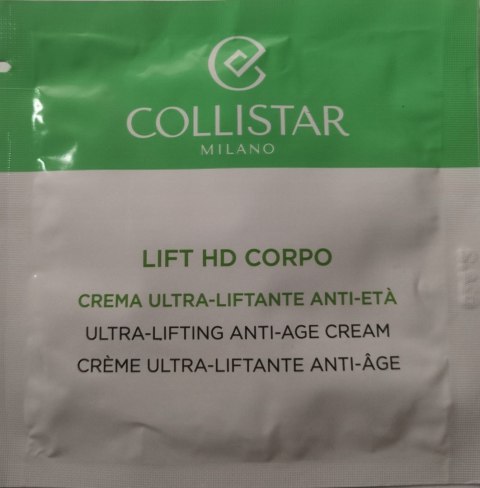 COLLISTAR
MILANO
LIFT HD CORPO
CREMA ULTRA-LIFTANTE ANTI-ETÀ
ULTRA-LIFTING ANTI-AGE CREAM
CRÈME ULTRA-LIFTANTE ANTI-ÂGE